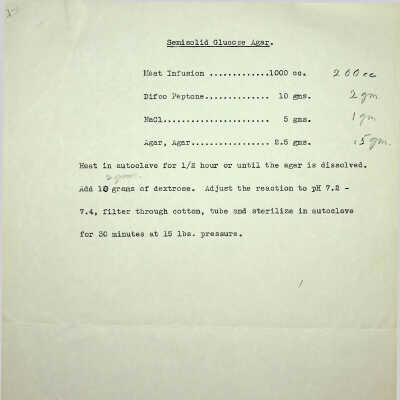 Semisolid Glucose Agar.
Meat Infusion .............1000 cc. 200 cc
Difco Peptone.............. 10 gms. 2 gm
NaCl....................... 5 gms. 1 gm
Agar, Agar................. 2.5 gms. .5 gm.
Heat in autoclave for 1/2 hour or until the agar is dissolved.
2 gm
Add 10 grams of dextrose. Adjust the reaction to pH 7.2 -
7.4, filter through cotton, tube and sterilize in autoclave
for 30 minutes at 15 lbs. pressure.